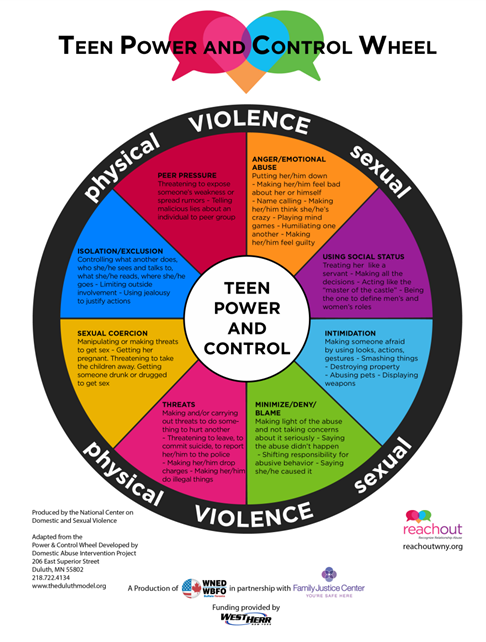 TEEN POWER AND CONTROL WHEEL
physical VIOLENCE sexual
PEER PRESSURE
Threatening to expose
someone's weakness or
spread rumors - Telling
malicious lies about an
individual to peer group
ANGER/EMOTIONAL
ABUSE
Putting her/him down
- Making her/him feel bad
about her or himself
- Name calling - Making
her/him think she/he's
crazy - Playing mind
games - Humiliating one
another - Making
her/him feel guilty
ISOLATION/EXCLUSION
Controlling what another does,
who she/he sees and talks to,
what she/he reads, where she/he
goes - Limiting outside
involvement - Using jealousy
to justify actions
USING SOCIAL STATUS
Treating her like a
servant - Making all the
decisions - Acting like the
"master of the castle" - Being
the one to define men's and
women's roles
TEEN
POWER
AND
CONTROL
SEXUAL COERCION
Manipulating or making threats
to get sex - Getting her
pregnant. Threatening to take
the children away. Getting
someone drunk or drugged
to get sex
INTIMIDATION
Making someone afraid
by using looks, actions,
gestures - Smashing things
- Destroying property
- Abusing pets - Displaying
weapons
THREATS
Making and/or carrying
out threats to do some-
thing to hurt another
- Threatening to leave, to
commit suicide, to report
her/him to the police
- Making her/him drop
charges - Making her/him
do illegal things
MINIMIZE/DENY/
BLAME
Making light of the abuse
and not taking concerns
about it seriously - Saying
the abuse didn't happen
- Shifting responsibility for
abusive behavior - Saying
she/he caused it
physical VIOLENCE sexual
Produced by the National Center on
Domestic and Sexual Violence
Adapted from the
Power & Control Wheel Developed by
Domestic Abuse Intervention Project
206 East Superior Street
Duluth, MN 55802
218.722.4134
www.theduluthmodel.org
reachout
reachoutwny.org
A Production of WNED WBFO in partnership with Family Justice Center
YOU'RE SAFE HERE
Funding provided by
WEST HERR